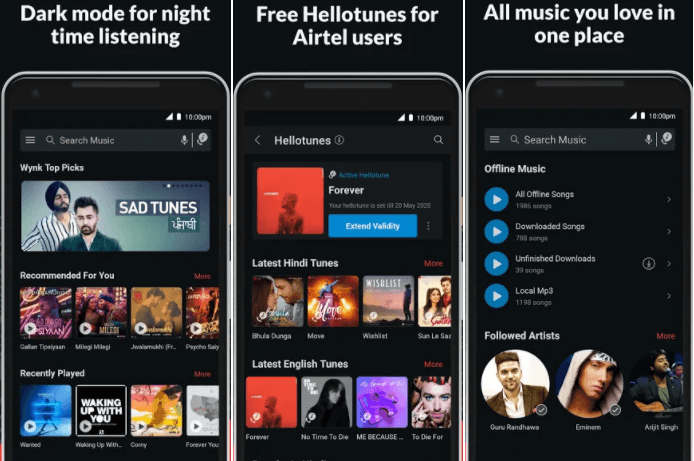 Dark mode for night
time listening
10:00pm
Search Music
Wynk Top Picks
SAD TUNES
ਪੰਜਾਬੀ
Recommended For You
More
Gallan Tipsiyaan
Milegi Milegi
Jwalamukhi (Fr...
Psycho Saiy
Recently Played
More
WAKING
UP WITH
YOU
Wanted
Waking Up With...
Corny
Forever You
Free Hellotunes for
Airtel users
10:00pm
Hellotunes
Active Hellotune
Forever
Your hellotune is set till 20 May 2020
Extend Validity
Latest Hindi Tunes
More
Bhula Dunga
Move
WISHLIST
Bhula Dunga
Move
Wishlist
Sun Le Saa
Latest English Tunes
More
Forever
No Time To Die
ME BECAUSE ...
To Die For
All music you love in
one place
10:00pm
Search Music
Offline Music
All Offline Songs
1985 songs
Downloaded Songs
788 songs
Unfinished Downloads
39 songs
Local Mp3
1198 songs
Followed Artists
More
Guru Randhawa
Eminem
Arijit Singh